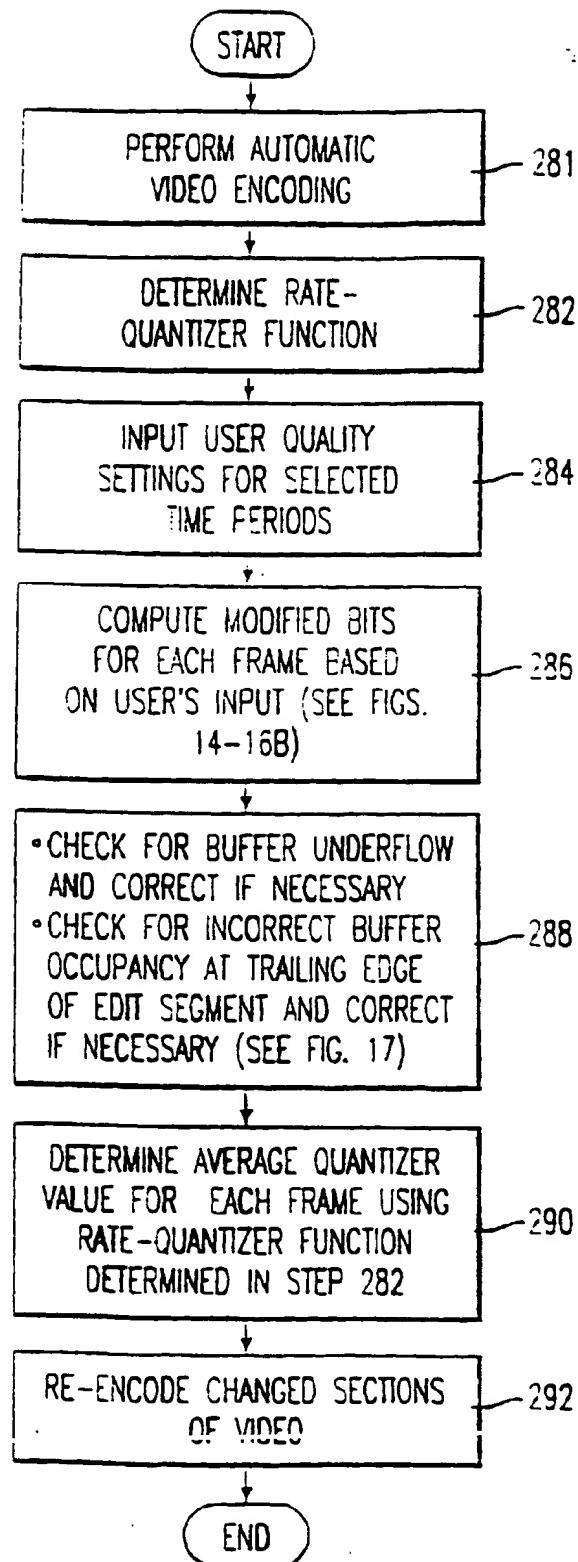 START
PERFORM AUTOMATIC
VIDEO ENCODING
281
DETERMINE RATE-
QUANTIZER FUNCTION
282
INPUT USER QUALITY
SETTINGS FOR SELECTED
TIME PERIODS
284
COMPUTE MODIFIED BITS
FOR EACH FRAME BASED
ON USER'S INPUT (SEE FIGS.
14-16B)
286
•CHECK FOR BUFFER UNDERFLOW
AND CORRECT IF NECESSARY
•CHECK FOR INCORRECT BUFFER
OCCUPANCY AT TRAILING EDGE
OF EDIT SEGMENT AND CORRECT
IF NECESSARY (SEE FIG. 17)
288
DETERMINE AVERAGE QUANTIZER
VALUE FOR EACH FRAME USING
RATE-QUANTIZER FUNCTION
DETERMINED IN STEP 282
290
RE-ENCODE CHANGED SECTIONS
OF VIDEO
292
END